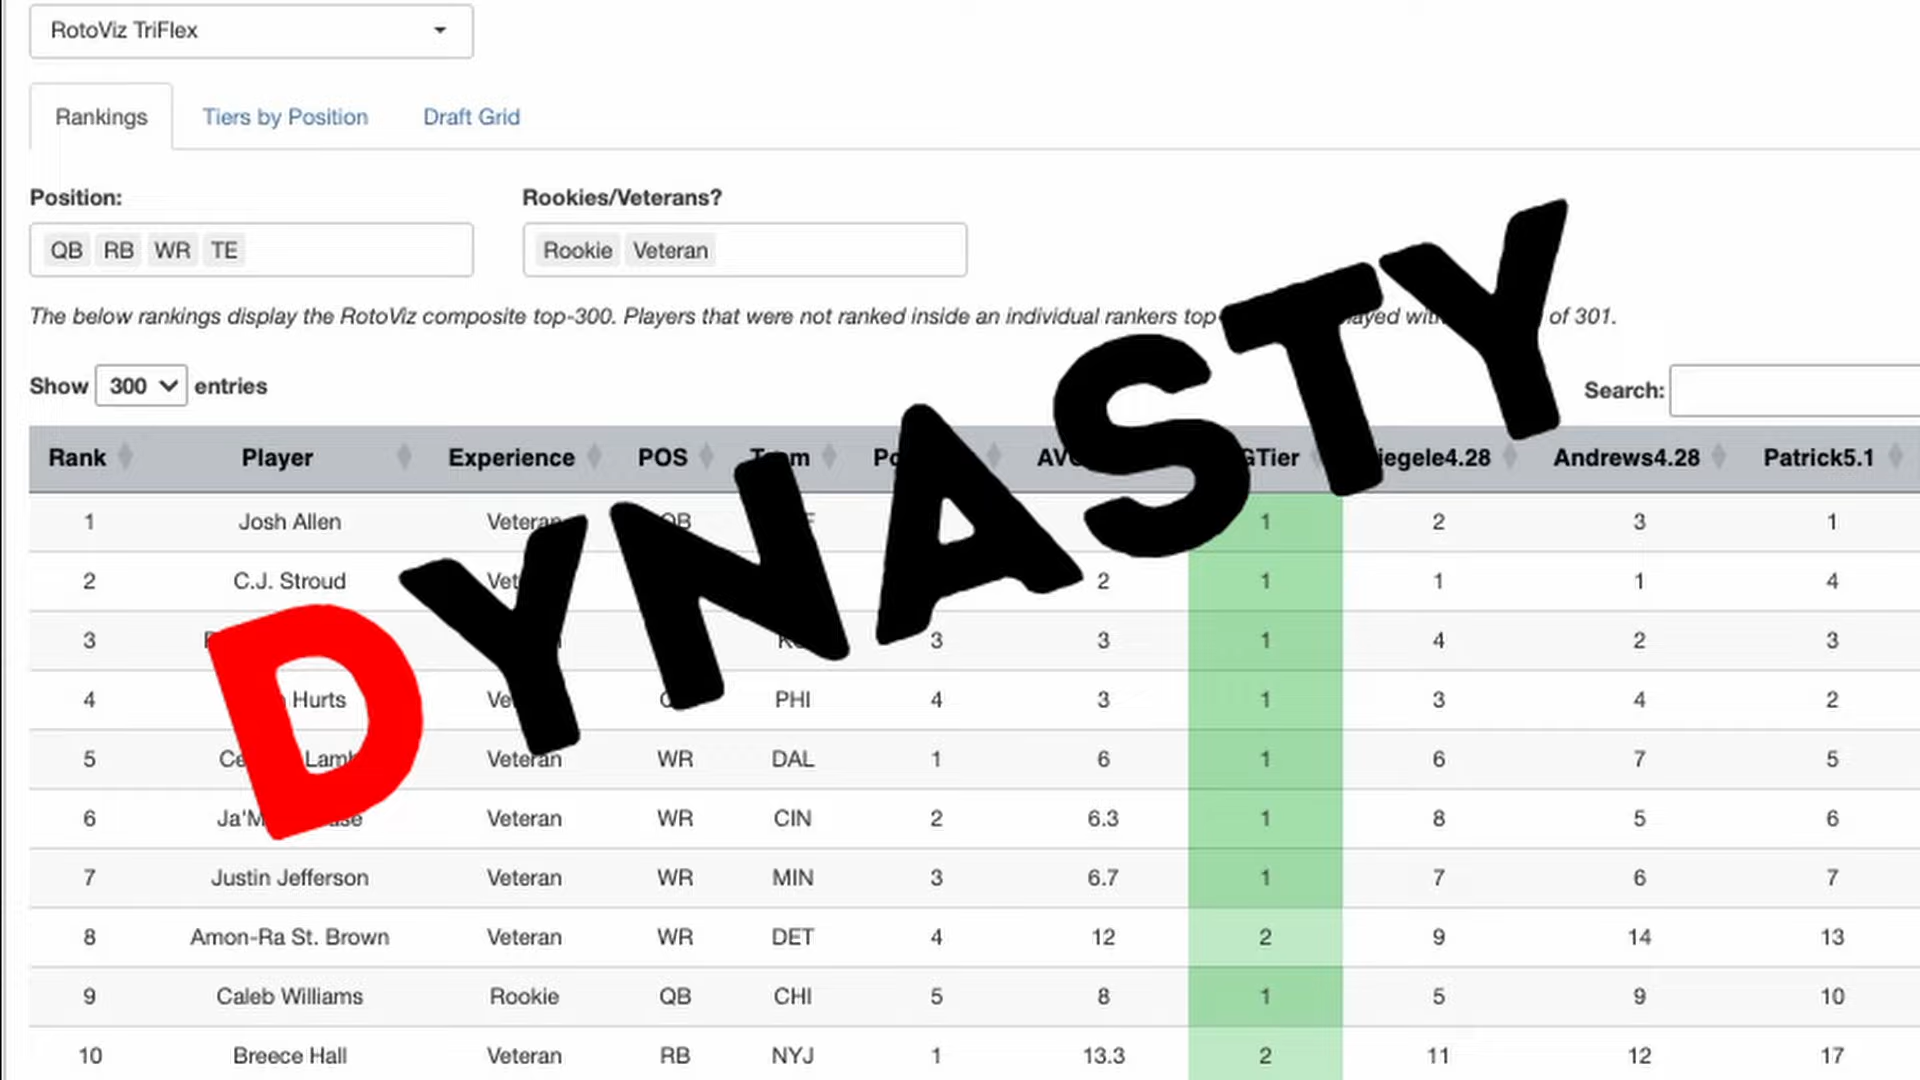 RotoViz TriFlex
Rankings Tiers by Position Draft Grid
Position: Rookies/Veterans?
QB RB WR TE Rookie Veteran
The below rankings display the RotoViz composite top-300. Players that were not ranked inside an individual rankers top of 301.
Show 300 entries Search:
DYNASTY
Rank Player Experience POS Andrews4.28 Patrick5.1
1 Josh Allen Veteran 1 2 3 1
2 C.J. Stroud 2 1 1 1 4
3 3 3 1 4 2 3
4 Hurts PHI 4 3 1 3 4 2
5 Lamb Veteran WR DAL 1 6 1 6 7 5
6 Veteran WR CIN 2 6.3 1 8 5 6
7 Justin Jefferson Veteran WR MIN 3 6.7 1 7 6 7
8 Amon-Ra St. Brown Veteran WR DET 4 12 2 9 14 13
9 Caleb Williams Rookie QB CHI 5 8 1 5 9 10
10 Breece Hall Veteran RB NYJ 1 13.3 2 11 12 17